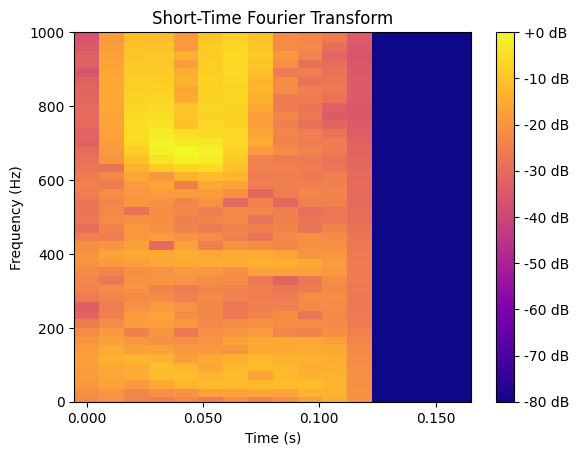 Short-Time Fourier Transform
Frequency (Hz)
1000
800
600
400
200
0
0.000
0.050
0.100
0.150
Time (s)
+0 dB
-10 dB
-20 dB
-30 dB
-40 dB
-50 dB
-60 dB
-70 dB
-80 dB